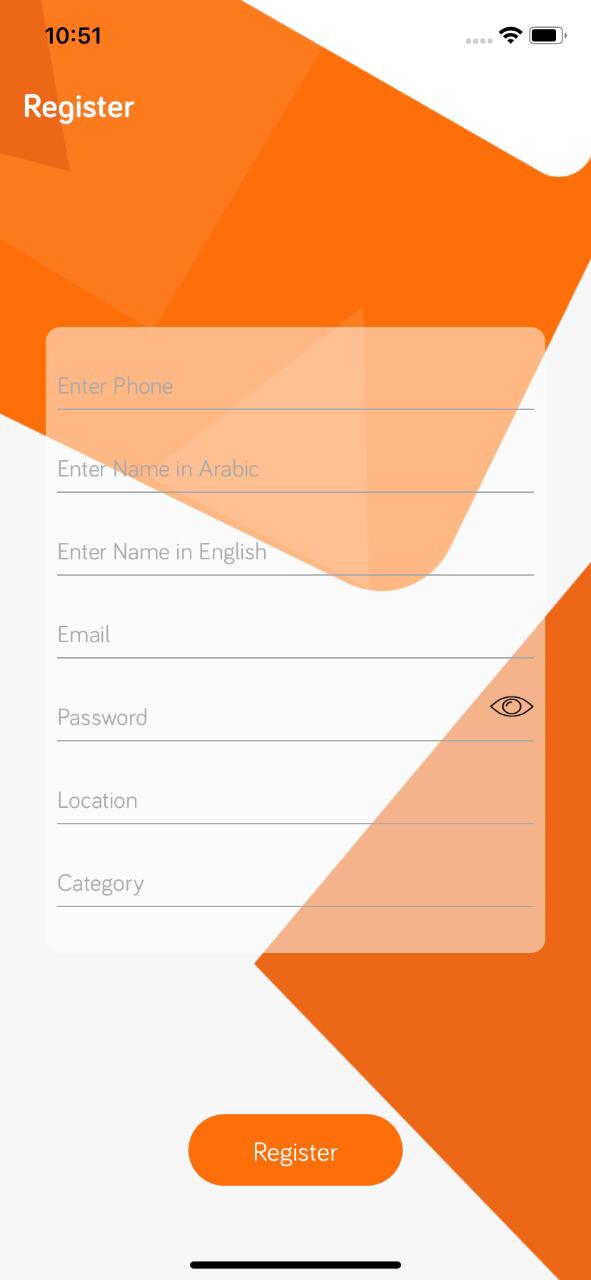 10:51
Register
Enter Phone
Enter Name in Arabic
Enter Name in English
Email
Password
Location
Category
Register